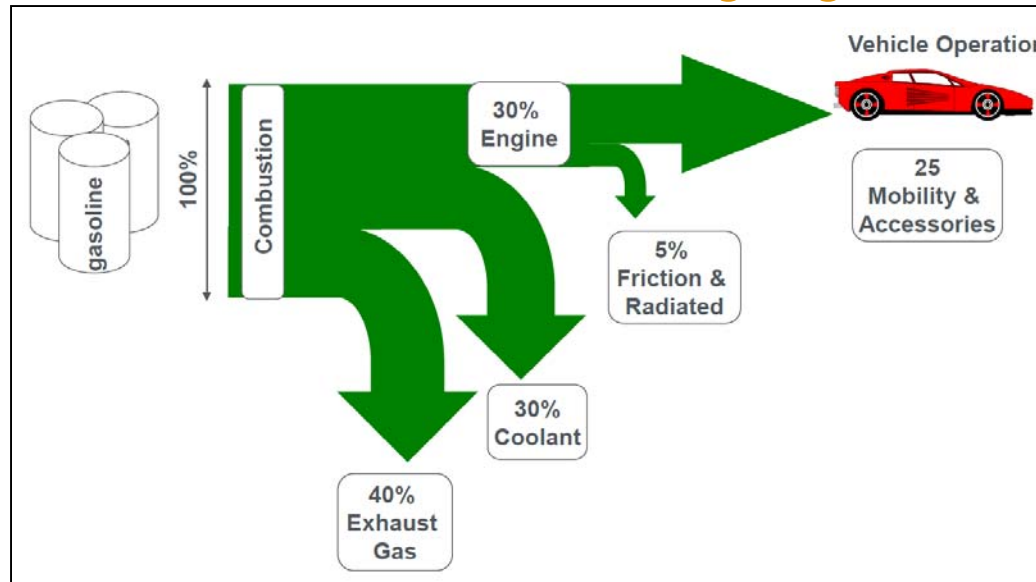 Vehicle Operation
gasoline
100%
Combustion
30%
Engine
25
Mobility &
Accessories
5%
Friction &
Radiated
30%
Coolant
40%
Exhaust
Gas